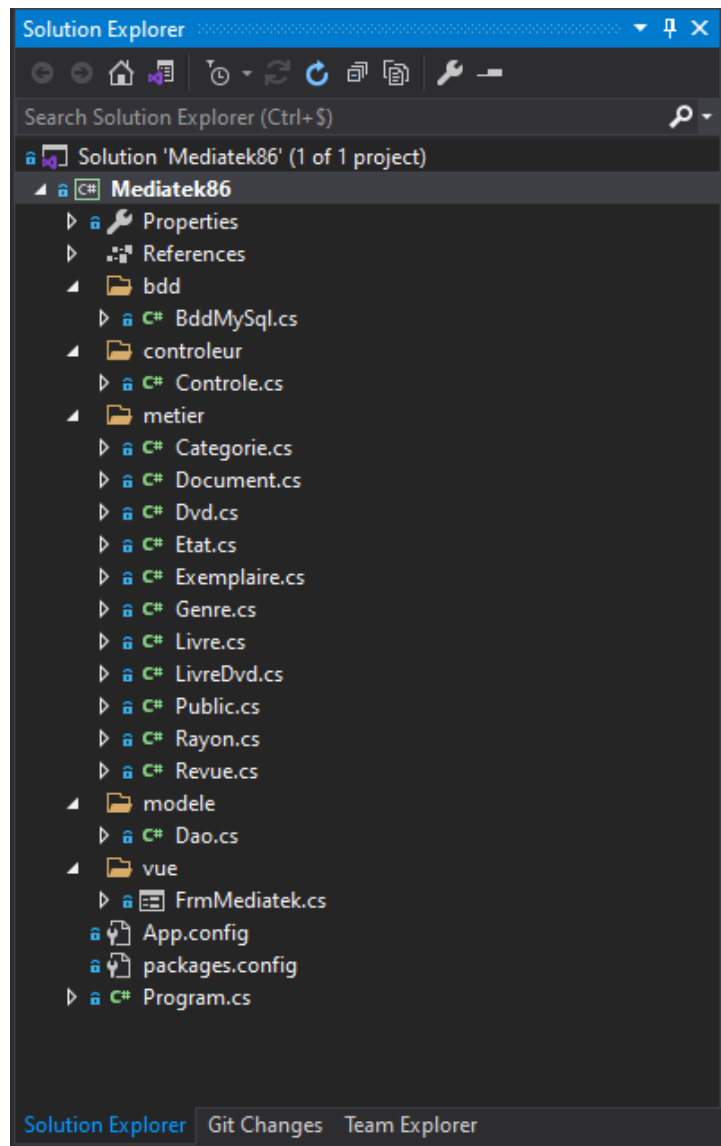 Solution Explorer
Search Solution Explorer (Ctrl+$)
Solution 'Mediatek86' (1 of 1 project)
C# Mediatek86
Properties
References
bdd
C# BddMySql.cs
controleur
C# Controle.cs
metier
C# Categorie.cs
C# Document.cs
C# Dvd.cs
C# Etat.cs
C# Exemplaire.cs
C# Genre.cs
C# Livre.cs
C# LivreDvd.cs
C# Public.cs
C# Rayon.cs
C# Revue.cs
modele
C# Dao.cs
vue
FrmMediatek.cs
App.config
packages.config
C# Program.cs
Solution Explorer Git Changes Team Explorer